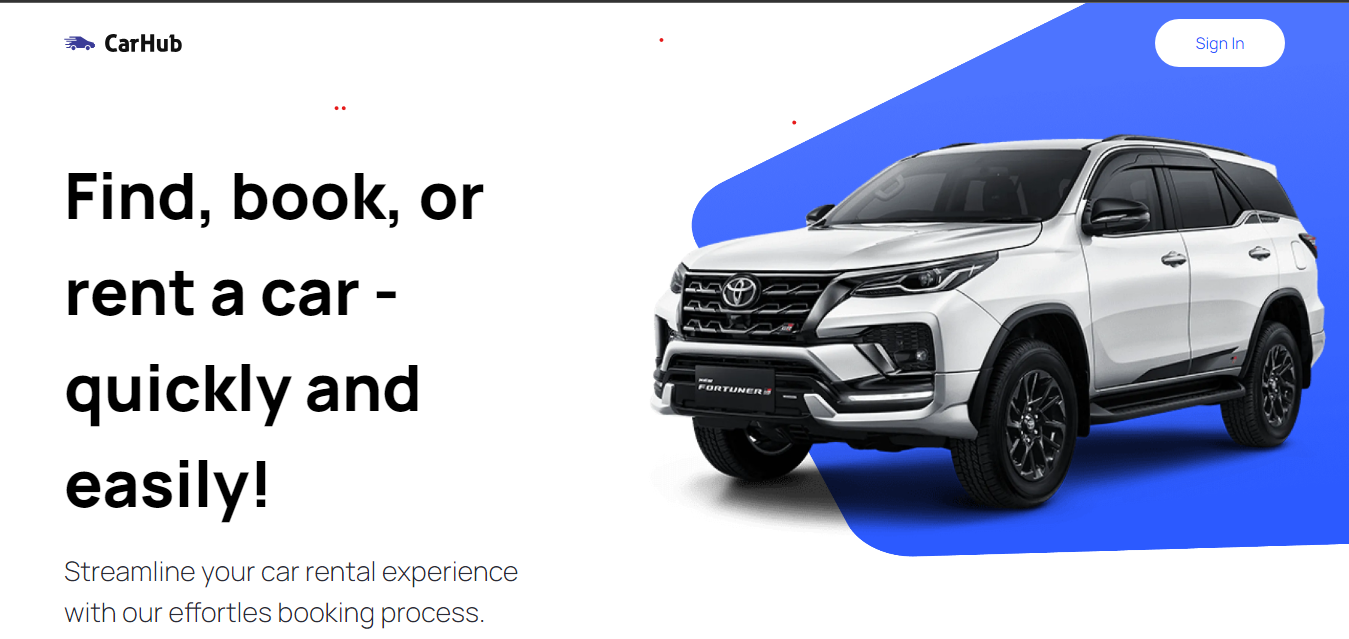 CarHub
Sign In
Find, book, or
rent a car -
quickly and
easily!
Streamline your car rental experience
with our effortles booking process.
FORTUNER